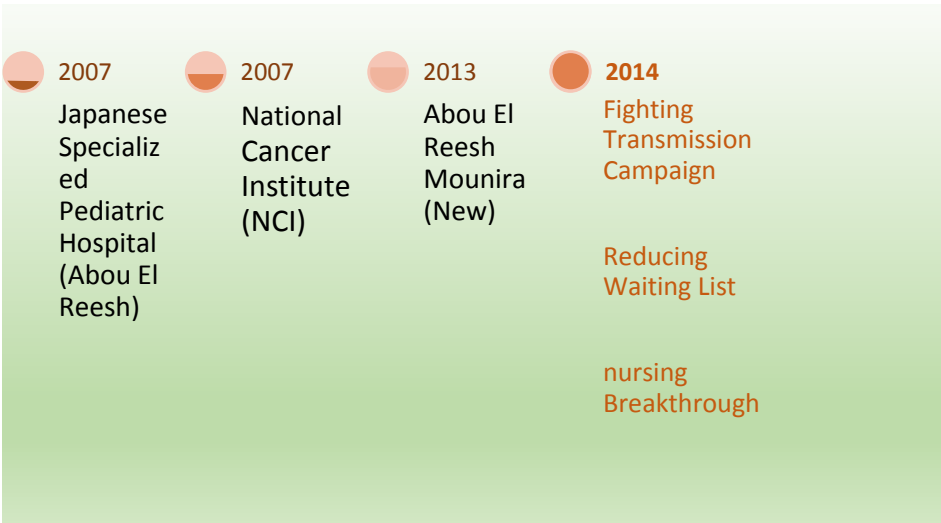 2007
Japanese
Specializ
ed
Pediatric
Hospital
(Abou El
Reesh)
2007
National
Cancer
Institute
(NCI)
2013
Abou El
Reesh
Mounira
(New)
2014
Fighting
Transmission
Campaign
Reducing
Waiting List
nursing
Breakthrough